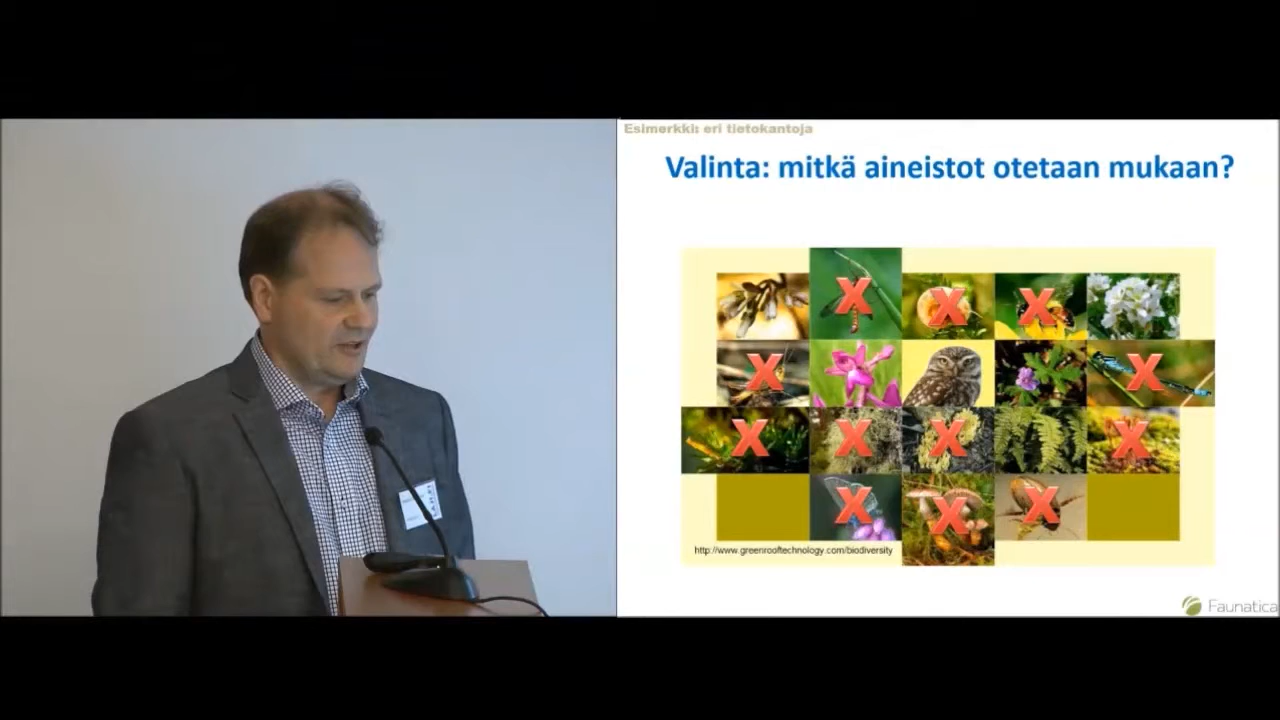 Esimerkki: eri tietokantoja
Valinta: mitkä aineistot otetaan mukaan?
X X X
X X
X X X X
X X X
http://www.greenrooftechnology.com/biodiversity
Faunatica